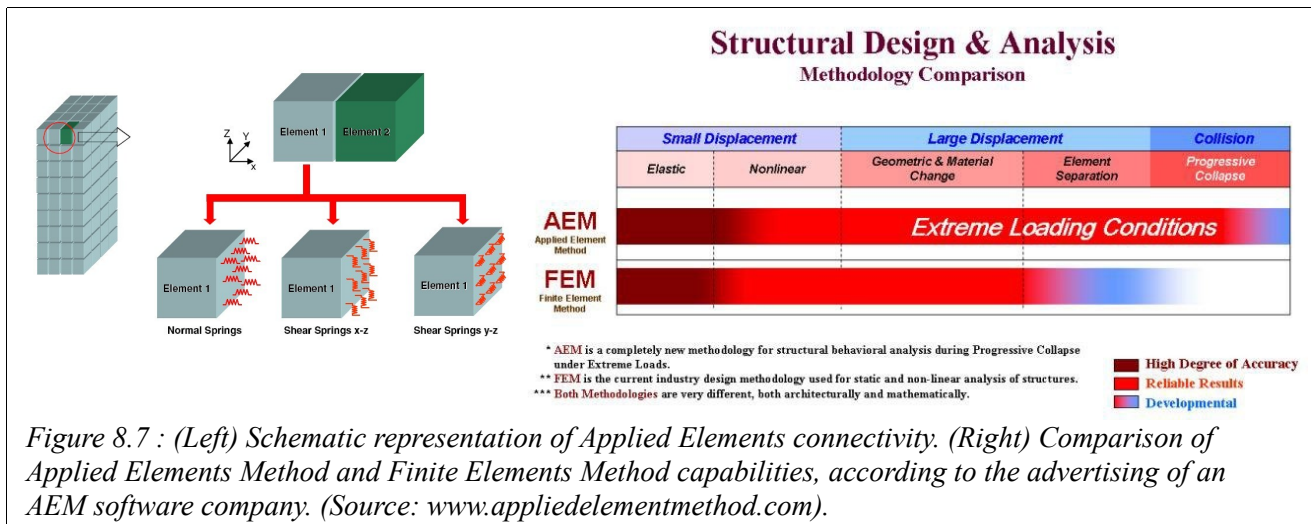 Structural Design & Analysis
Methodology Comparison
Element 1
Element 2
Z
Y
x
Element 1
Element 1
Element 1
Normal Springs
Shear Springs x-z
Shear Springs y-z
Small Displacement
Large Displacement
Collision
Elastic
Nonlinear
Geometric & Material
Change
Element
Separation
Progressive
Collapse
AEM
Applied Element
Method
Extreme Loading Conditions
FEM
Finite Element
Method
* AEM is a completely new methodology for structural behavioral analysis during Progressive Collapse
under Extreme Loads.
** FEM is the current industry design methodology used for static and non-linear analysis of structures.
*** Both Methodologies are very different, both architecturally and mathematically.
High Degree of Accuracy
Reliable Results
Developmental
Figure 8.7 : (Left) Schematic representation of Applied Elements connectivity. (Right) Comparison of
Applied Elements Method and Finite Elements Method capabilities, according to the advertising of an
AEM software company. (Source: www.appliedelementmethod.com).